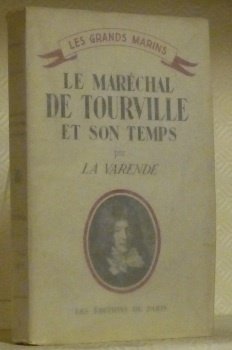 LES GRANDS MARINS
LE MARÉCHAL
DE TOURVILLE
ET SON TEMPS
par
LA VARENDE
LES ÉDITIONS DE PARIS